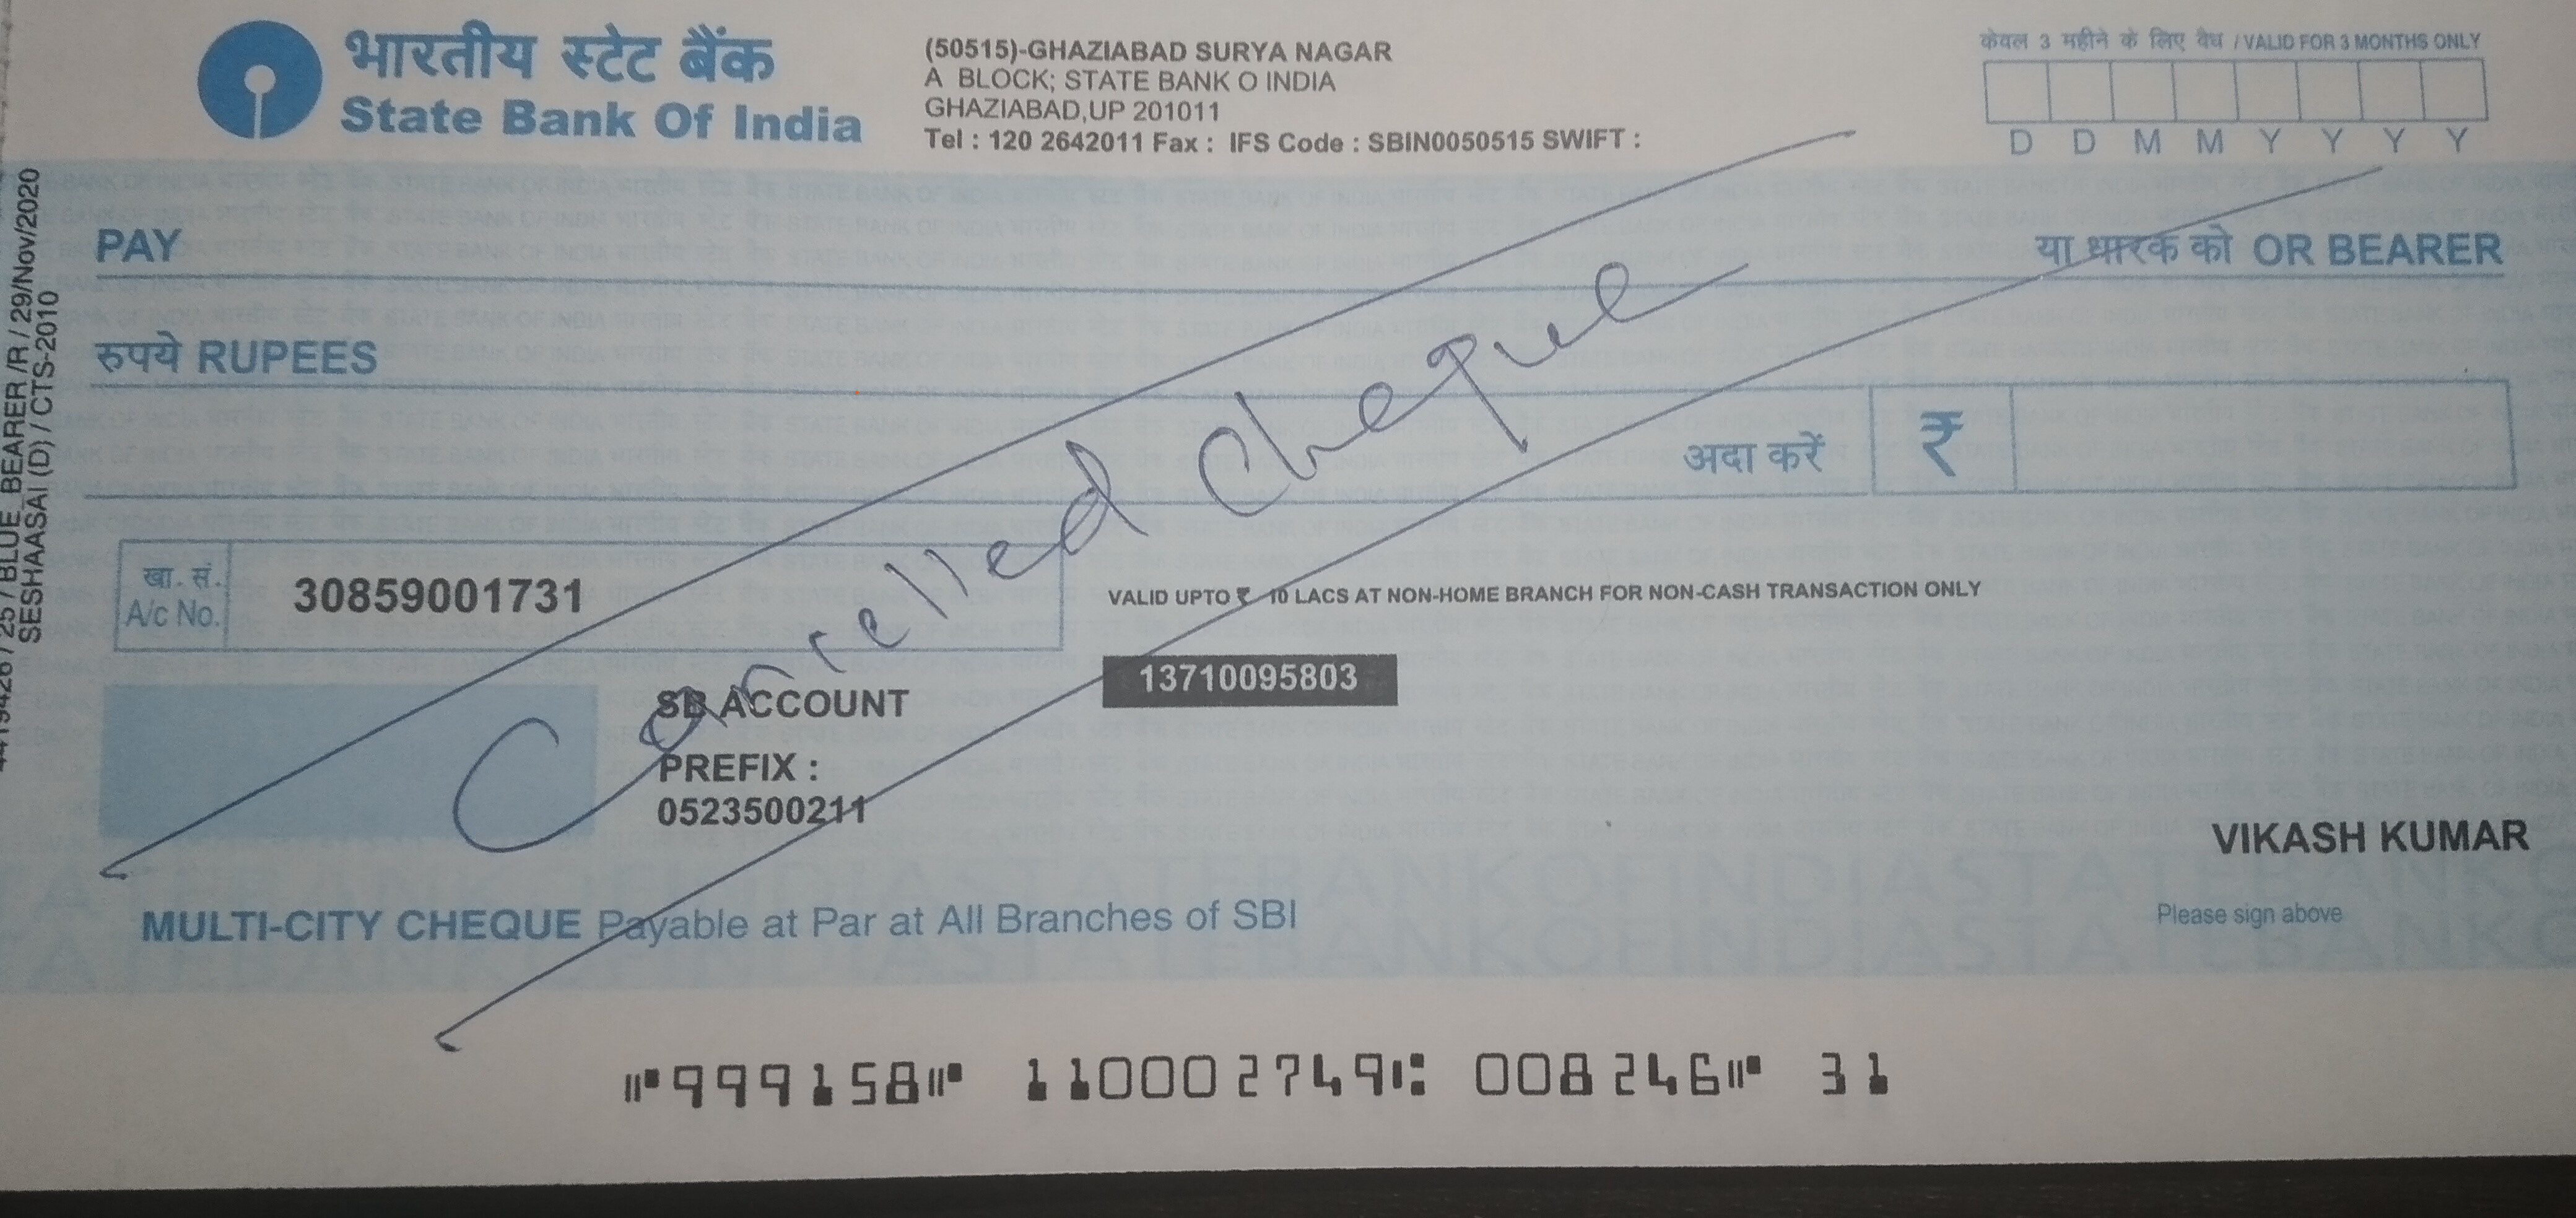 भारतीय स्टेट बैंक
State Bank Of India
(50515)-GHAZIABAD SURYA NAGAR
A BLOCK; STATE BANK O INDIA
GHAZIABAD,UP 201011
Tel : 120 2642011 Fax : IFS Code : SBIN0050515 SWIFT :
केवल 3 महीने के लिए वैध / VALID FOR 3 MONTHS ONLY
D D M M Y Y Y Y
PAY
या धारक को OR BEARER
रुपये RUPEES
अदा करें ₹
Cancelled Cheque
खा. सं.
A/c No.
30859001731
VALID UPTO ₹ 10 LACS AT NON-HOME BRANCH FOR NON-CASH TRANSACTION ONLY
13710095803
SB ACCOUNT
PREFIX :
0523500211
VIKASH KUMAR
Please sign above
MULTI-CITY CHEQUE Payable at Par at All Branches of SBI
⑈999158⑈ 110002749⑆ 008246⑈ 31
/ 25 / BLUE_BEARER /R / 29/Nov/2020
SESHAASAI (D) / CTS-2010